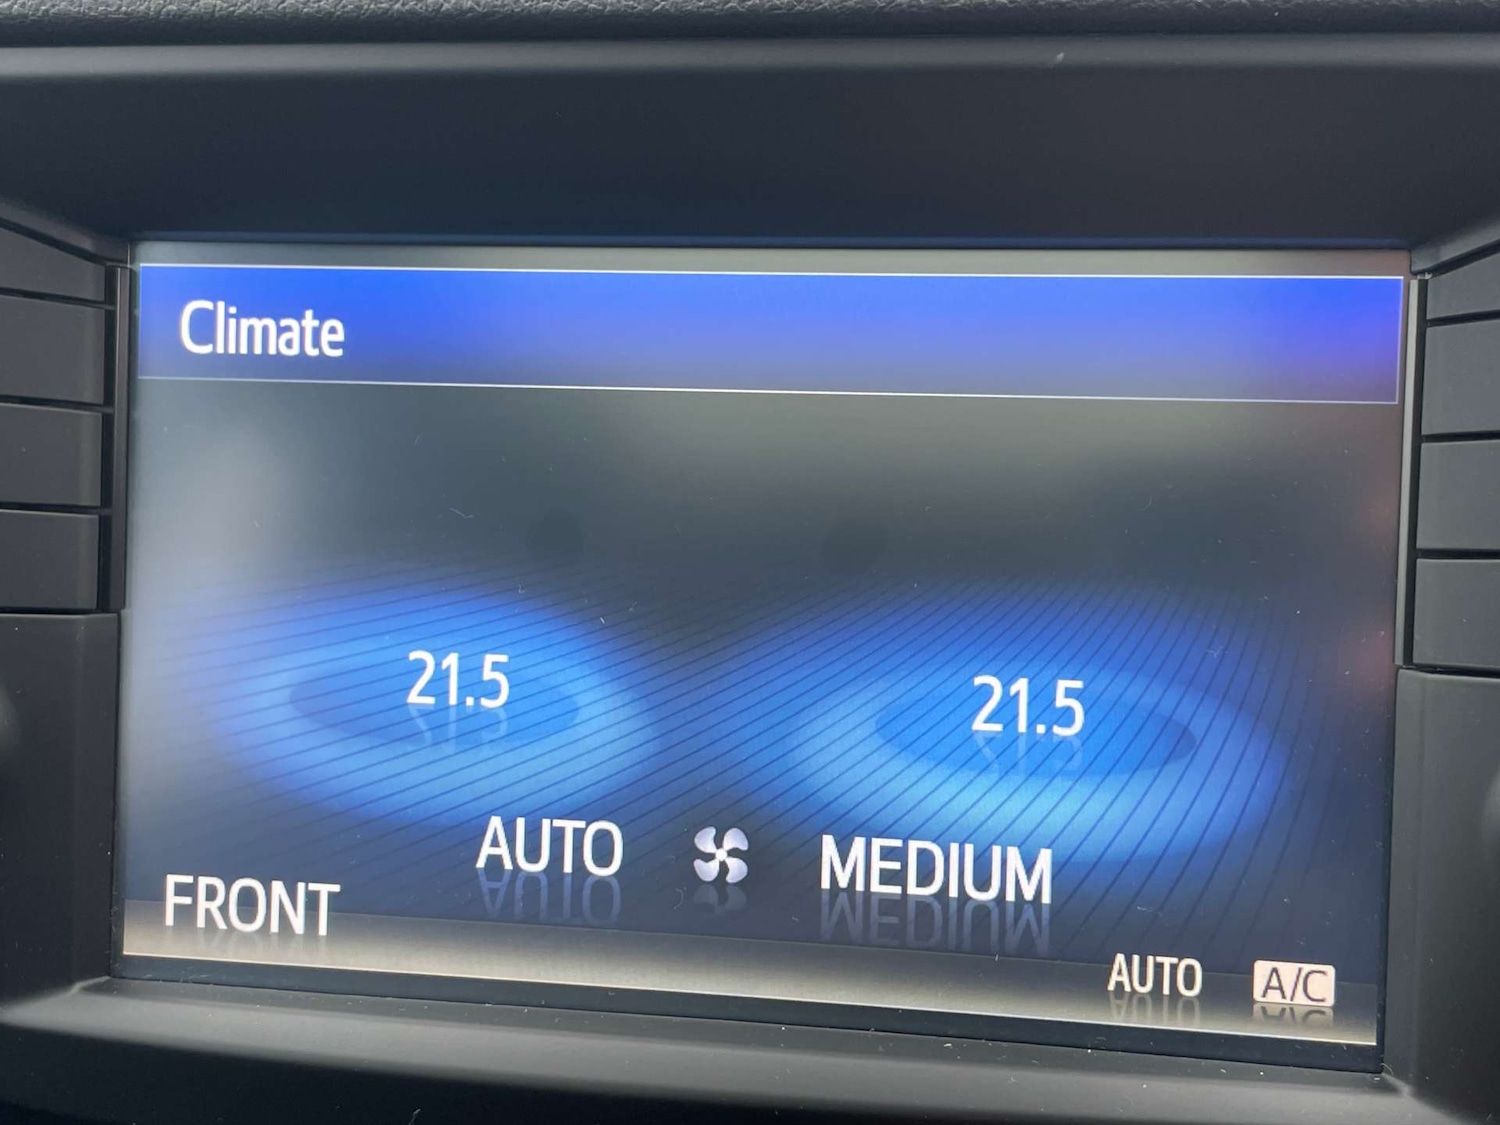 Climate
21.5 21.5
AUTO MEDIUM
FRONT
AUTO A/C